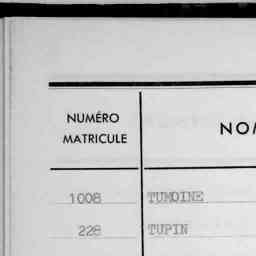 NUMÉRO
MATRICULE
NOM
1008 TUMOINE
228 TUPIN